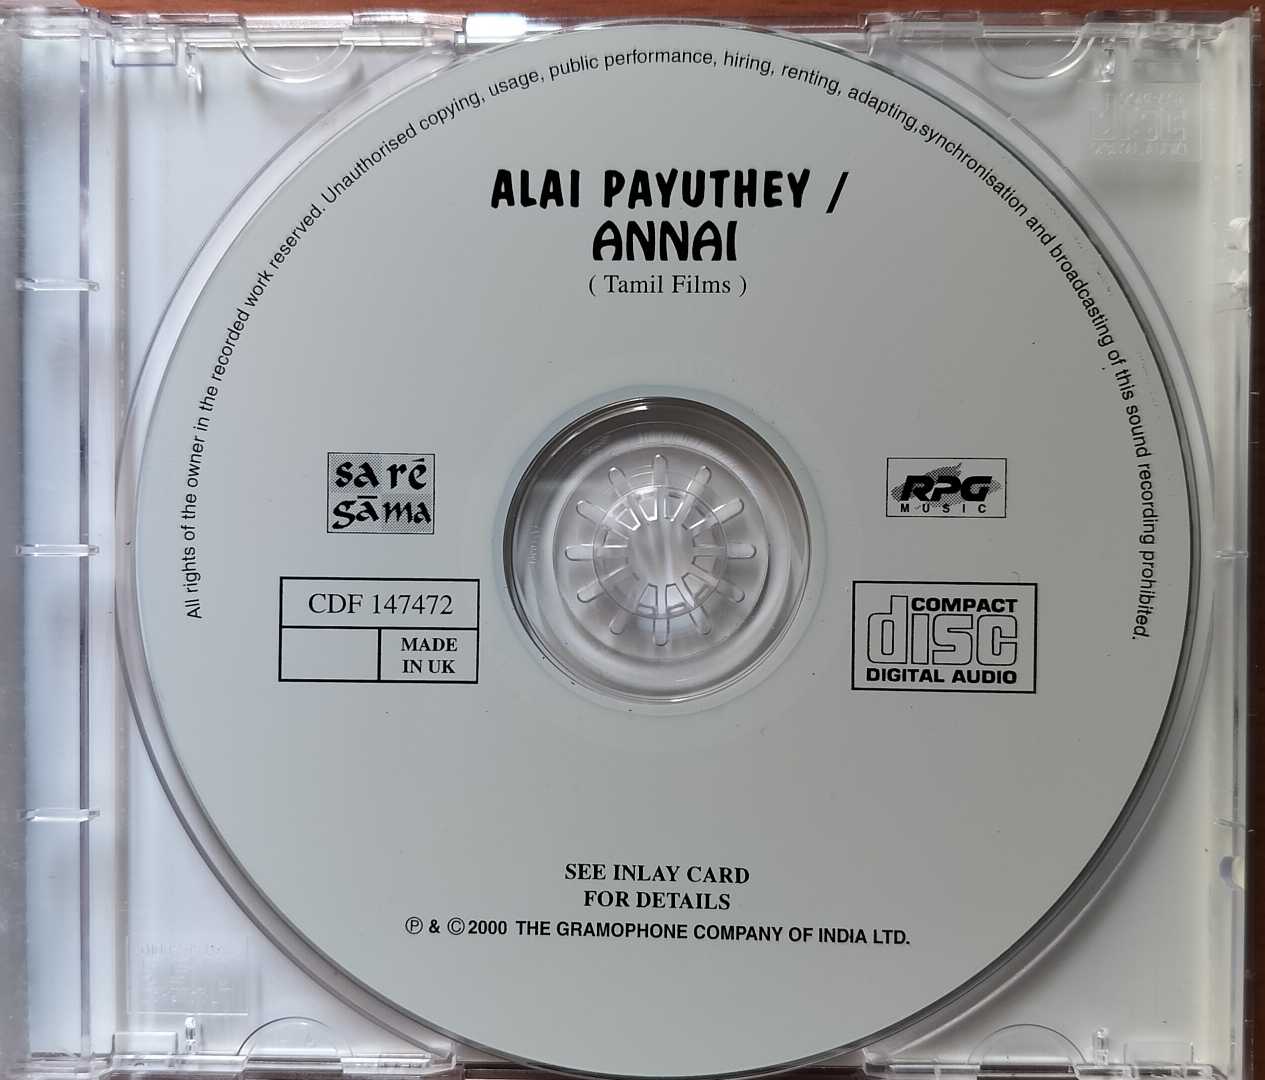 All rights of the owner in the recorded work reserved. Unauthorised copying, usage, public performance, hiring, renting, adapting,synchronisation and broadcasting of this sound recording prohibited.
ALAI PAYUTHEY /
ANNAI
( Tamil Films )
sa ré
gāma
RPG
MUSIC
CDF 147472
MADE
IN UK
COMPACT
disc
DIGITAL AUDIO
SEE INLAY CARD
FOR DETAILS
℗ & © 2000 THE GRAMOPHONE COMPANY OF INDIA LTD.